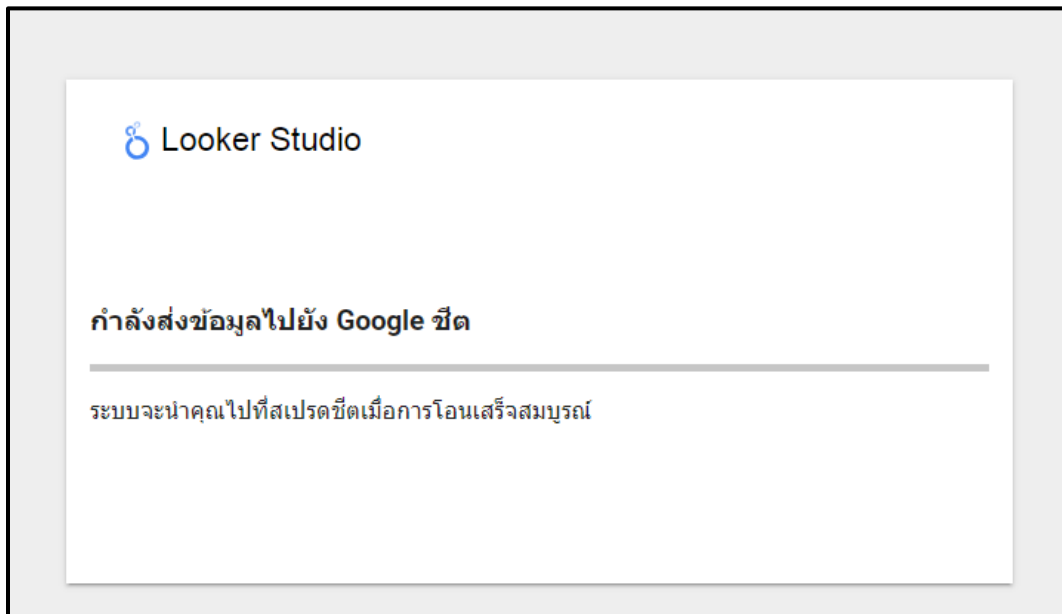 Looker Studio
กำลังส่งข้อมูลไปยัง Google ชีต
ระบบจะนำคุณไปที่สเปรดชีตเมื่อการโอนเสร็จสมบูรณ์